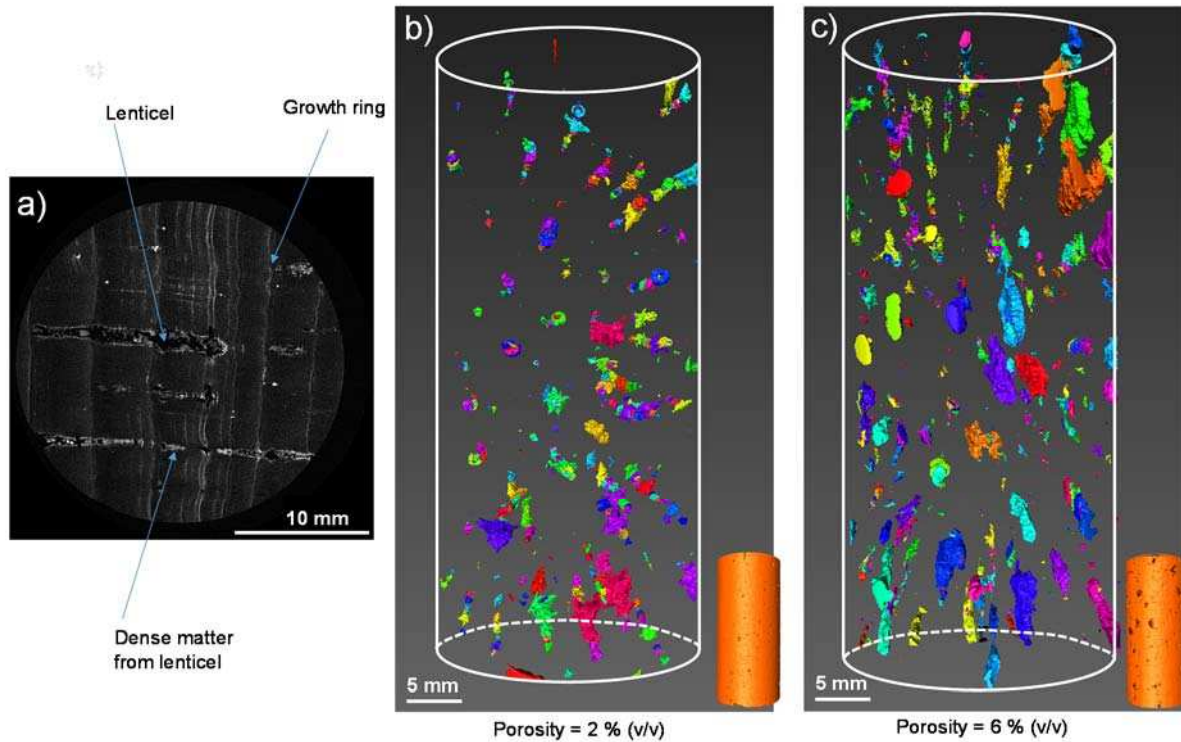 Lenticel
Growth ring
a)
10 mm
Dense matter
from lenticel
b)
5 mm
Porosity = 2 % (v/v)
c)
5 mm
Porosity = 6 % (v/v)